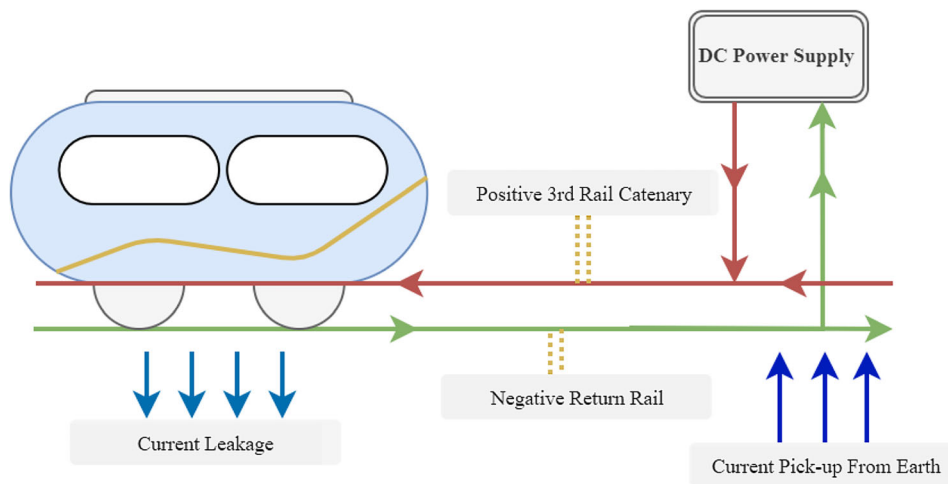 DC Power Supply
Positive 3rd Rail Catenary
Negative Return Rail
Current Leakage
Current Pick-up From Earth